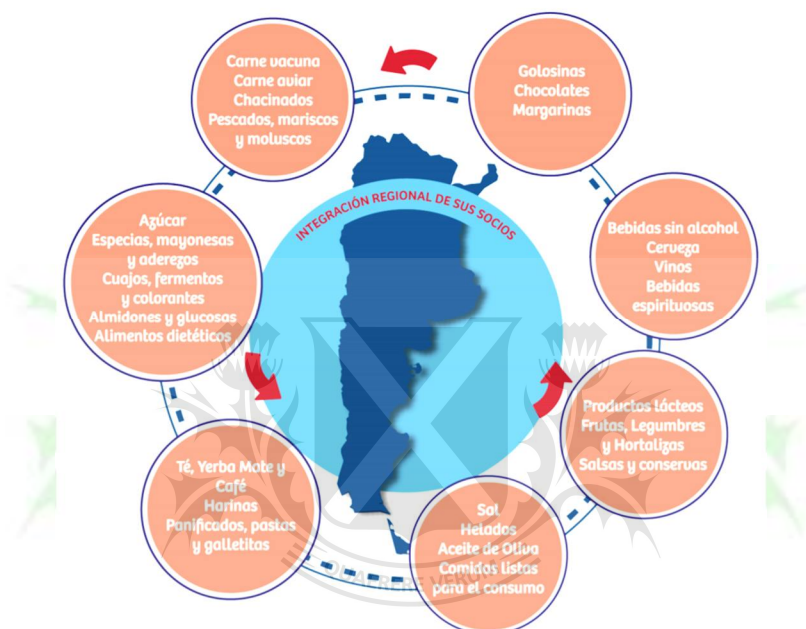 Carne vacuna
Carne aviar
Chacinados
Pescados, mariscos
y moluscos
Golosinas
Chocolates
Margarinas
INTEGRACIÓN REGIONAL DE SUS SOCIOS
Azúcar
Especias, mayonesas
y aderezos
Cuajos, fermentos
y colorantes
Almidones y glucosas
Alimentos dietéticos
Bebidas sin alcohol
Cerveza
Vinos
Bebidas
espirituosas
Productos lácteos
Frutas, Legumbres
y Hortalizas
Salsas y conservas
Té, Yerba Mate y
Café
Harinas
Panificados, pastas
y galletitas
Sal
Helados
Aceite de Oliva
Comidas listas
para el consumo
QUAERERE VERUM